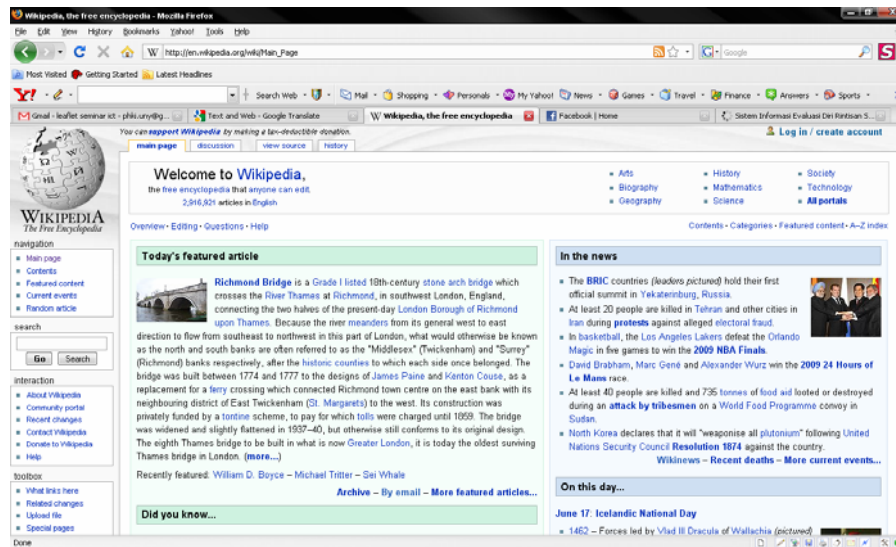 Wikipedia, the free encyclopedia - Mozilla Firefox
File Edit View History Bookmarks Yahoo! Tools Help
http://en.wikipedia.org/wiki/Main_Page
Google
Most Visited Getting Started Latest Headlines
Y! Search Web Mail Shopping Personals My Yahoo! News Games Travel Finance Answers Sports
Gmail - leaflet seminar ict - phki.uny@g... Text and Web - Google Translate Wikipedia, the free encyclopedia Facebook | Home Sistem Informasi Evaluasi Diri Rintisan S...
You can support Wikipedia by making a tax-deductible donation.
Log in / create account
main page discussion view source history
WIKIPEDIA
The Free Encyclopedia
navigation
Main page
Contents
Featured content
Current events
Random article
search
Go Search
interaction
About Wikipedia
Community portal
Recent changes
Contact Wikipedia
Donate to Wikipedia
Help
toolbox
What links here
Related changes
Upload file
Special pages
Welcome to Wikipedia,
the free encyclopedia that anyone can edit.
2,916,921 articles in English
Arts
Biography
Geography
History
Mathematics
Science
Society
Technology
All portals
Overview · Editing · Questions · Help
Contents · Categories · Featured content · A–Z index
Today's featured article
Richmond Bridge is a Grade I listed 18th-century stone arch bridge which
crosses the River Thames at Richmond, in southwest London, England,
connecting the two halves of the present-day London Borough of Richmond
upon Thames. Because the river meanders from its general west to east
direction to flow from southeast to northwest in this part of London, what would otherwise be known
as the north and south banks are often referred to as the "Middlesex" (Twickenham) and "Surrey"
(Richmond) banks respectively, after the historic counties to which each side once belonged. The
bridge was built between 1774 and 1777 to the designs of James Paine and Kenton Couse, as a
replacement for a ferry crossing which connected Richmond town centre on the east bank with its
neighbouring district of East Twickenham (St. Margarets) to the west. Its construction was
privately funded by a tontine scheme, to pay for which tolls were charged until 1859. The bridge
was widened and slightly flattened in 1937–40, but otherwise still conforms to its original design.
The eighth Thames bridge to be built in what is now Greater London, it is today the oldest surviving
Thames bridge in London. (more...)
Recently featured: William D. Boyce – Michael Tritter – Sei Whale
Archive – By email – More featured articles...
Did you know...
In the news
The BRIC countries (leaders pictured) hold their first
official summit in Yekaterinburg, Russia.
At least 20 people are killed in Tehran and other cities in
Iran during protests against alleged electoral fraud.
In basketball, the Los Angeles Lakers defeat the Orlando
Magic in five games to win the 2009 NBA Finals.
David Brabham, Marc Gené and Alexander Wurz win the 2009 24 Hours of
Le Mans race.
At least 40 people are killed and 735 tonnes of food aid looted or destroyed
during an attack by tribesmen on a World Food Programme convoy in
Sudan.
North Korea declares that it will "weaponise all plutonium" following United
Nations Security Council Resolution 1874 against the country.
Wikinews – Recent deaths – More current events...
On this day...
June 17: Icelandic National Day
1462 – Forces led by Vlad III Dracula of Wallachia (pictured)
Done